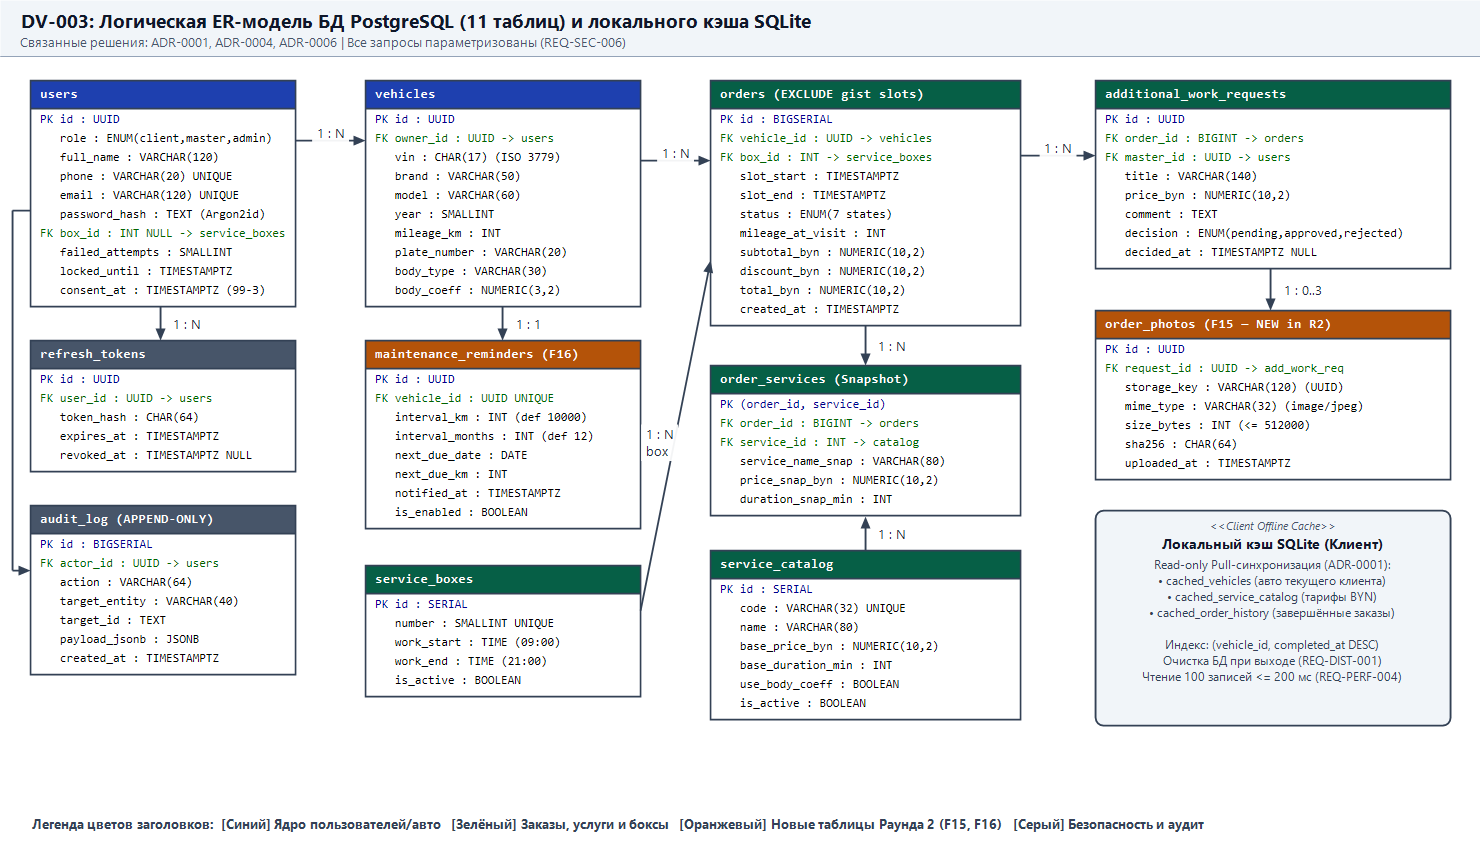 DV-003: Логическая ER-модель БД PostgreSQL (11 таблиц) и локального кэша SQLite
Связанные решения: ADR-0001, ADR-0004, ADR-0006 | Все запросы параметризованы (REQ-SEC-006)
users
PK id : UUID
role : ENUM(client,master,admin)
full_name : VARCHAR(120)
phone : VARCHAR(20) UNIQUE
email : VARCHAR(120) UNIQUE
password_hash : TEXT (Argon2id)
FK box_id : INT NULL -> service_boxes
failed_attempts : SMALLINT
locked_until : TIMESTAMPTZ
consent_at : TIMESTAMPTZ (99-3)
1 : N
1 : N
refresh_tokens
PK id : UUID
FK user_id : UUID -> users
token_hash : CHAR(64)
expires_at : TIMESTAMPTZ
revoked_at : TIMESTAMPTZ NULL
audit_log (APPEND-ONLY)
PK id : BIGSERIAL
FK actor_id : UUID -> users
action : VARCHAR(64)
target_entity : VARCHAR(40)
target_id : TEXT
payload_jsonb : JSONB
created_at : TIMESTAMPTZ
vehicles
PK id : UUID
FK owner_id : UUID -> users
vin : CHAR(17) (ISO 3779)
brand : VARCHAR(50)
model : VARCHAR(60)
year : SMALLINT
mileage_km : INT
plate_number : VARCHAR(20)
body_type : VARCHAR(30)
body_coeff : NUMERIC(3,2)
1 : N
1 : 1
maintenance_reminders (F16)
PK id : UUID
FK vehicle_id : UUID UNIQUE
interval_km : INT (def 10000)
interval_months : INT (def 12)
next_due_date : DATE
next_due_km : INT
notified_at : TIMESTAMPTZ
is_enabled : BOOLEAN
1 : N
box
service_boxes
PK id : SERIAL
number : SMALLINT UNIQUE
work_start : TIME (09:00)
work_end : TIME (21:00)
is_active : BOOLEAN
orders (EXCLUDE gist slots)
PK id : BIGSERIAL
FK vehicle_id : UUID -> vehicles
FK box_id : INT -> service_boxes
slot_start : TIMESTAMPTZ
slot_end : TIMESTAMPTZ
status : ENUM(7 states)
mileage_at_visit : INT
subtotal_byn : NUMERIC(10,2)
discount_byn : NUMERIC(10,2)
total_byn : NUMERIC(10,2)
created_at : TIMESTAMPTZ
1 : N
1 : N
order_services (Snapshot)
PK (order_id, service_id)
FK order_id : BIGINT -> orders
FK service_id : INT -> catalog
service_name_snap : VARCHAR(80)
price_snap_byn : NUMERIC(10,2)
duration_snap_min : INT
1 : N
service_catalog
PK id : SERIAL
code : VARCHAR(32) UNIQUE
name : VARCHAR(80)
base_price_byn : NUMERIC(10,2)
base_duration_min : INT
use_body_coeff : BOOLEAN
is_active : BOOLEAN
additional_work_requests
PK id : UUID
FK order_id : BIGINT -> orders
FK master_id : UUID -> users
title : VARCHAR(140)
price_byn : NUMERIC(10,2)
comment : TEXT
decision : ENUM(pending,approved,rejected)
decided_at : TIMESTAMPTZ NULL
1 : 0..3
order_photos (F15 — NEW in R2)
PK id : UUID
FK request_id : UUID -> add_work_req
storage_key : VARCHAR(120) (UUID)
mime_type : VARCHAR(32) (image/jpeg)
size_bytes : INT (<= 512000)
sha256 : CHAR(64)
uploaded_at : TIMESTAMPTZ
<<Client Offline Cache>>
Локальный кэш SQLite (Клиент)
Read-only Pull-синхронизация (ADR-0001):
• cached_vehicles (авто текущего клиента)
• cached_service_catalog (тарифы BYN)
• cached_order_history (завершённые заказы)
Индекс: (vehicle_id, completed_at DESC)
Очистка БД при выходе (REQ-DIST-001)
Чтение 100 записей <= 200 мс (REQ-PERF-004)
Легенда цветов заголовков: [Синий] Ядро пользователей/авто [Зелёный] Заказы, услуги и боксы [Оранжевый] Новые таблицы Раунда 2 (F15, F16) [Серый] Безопасность и аудит